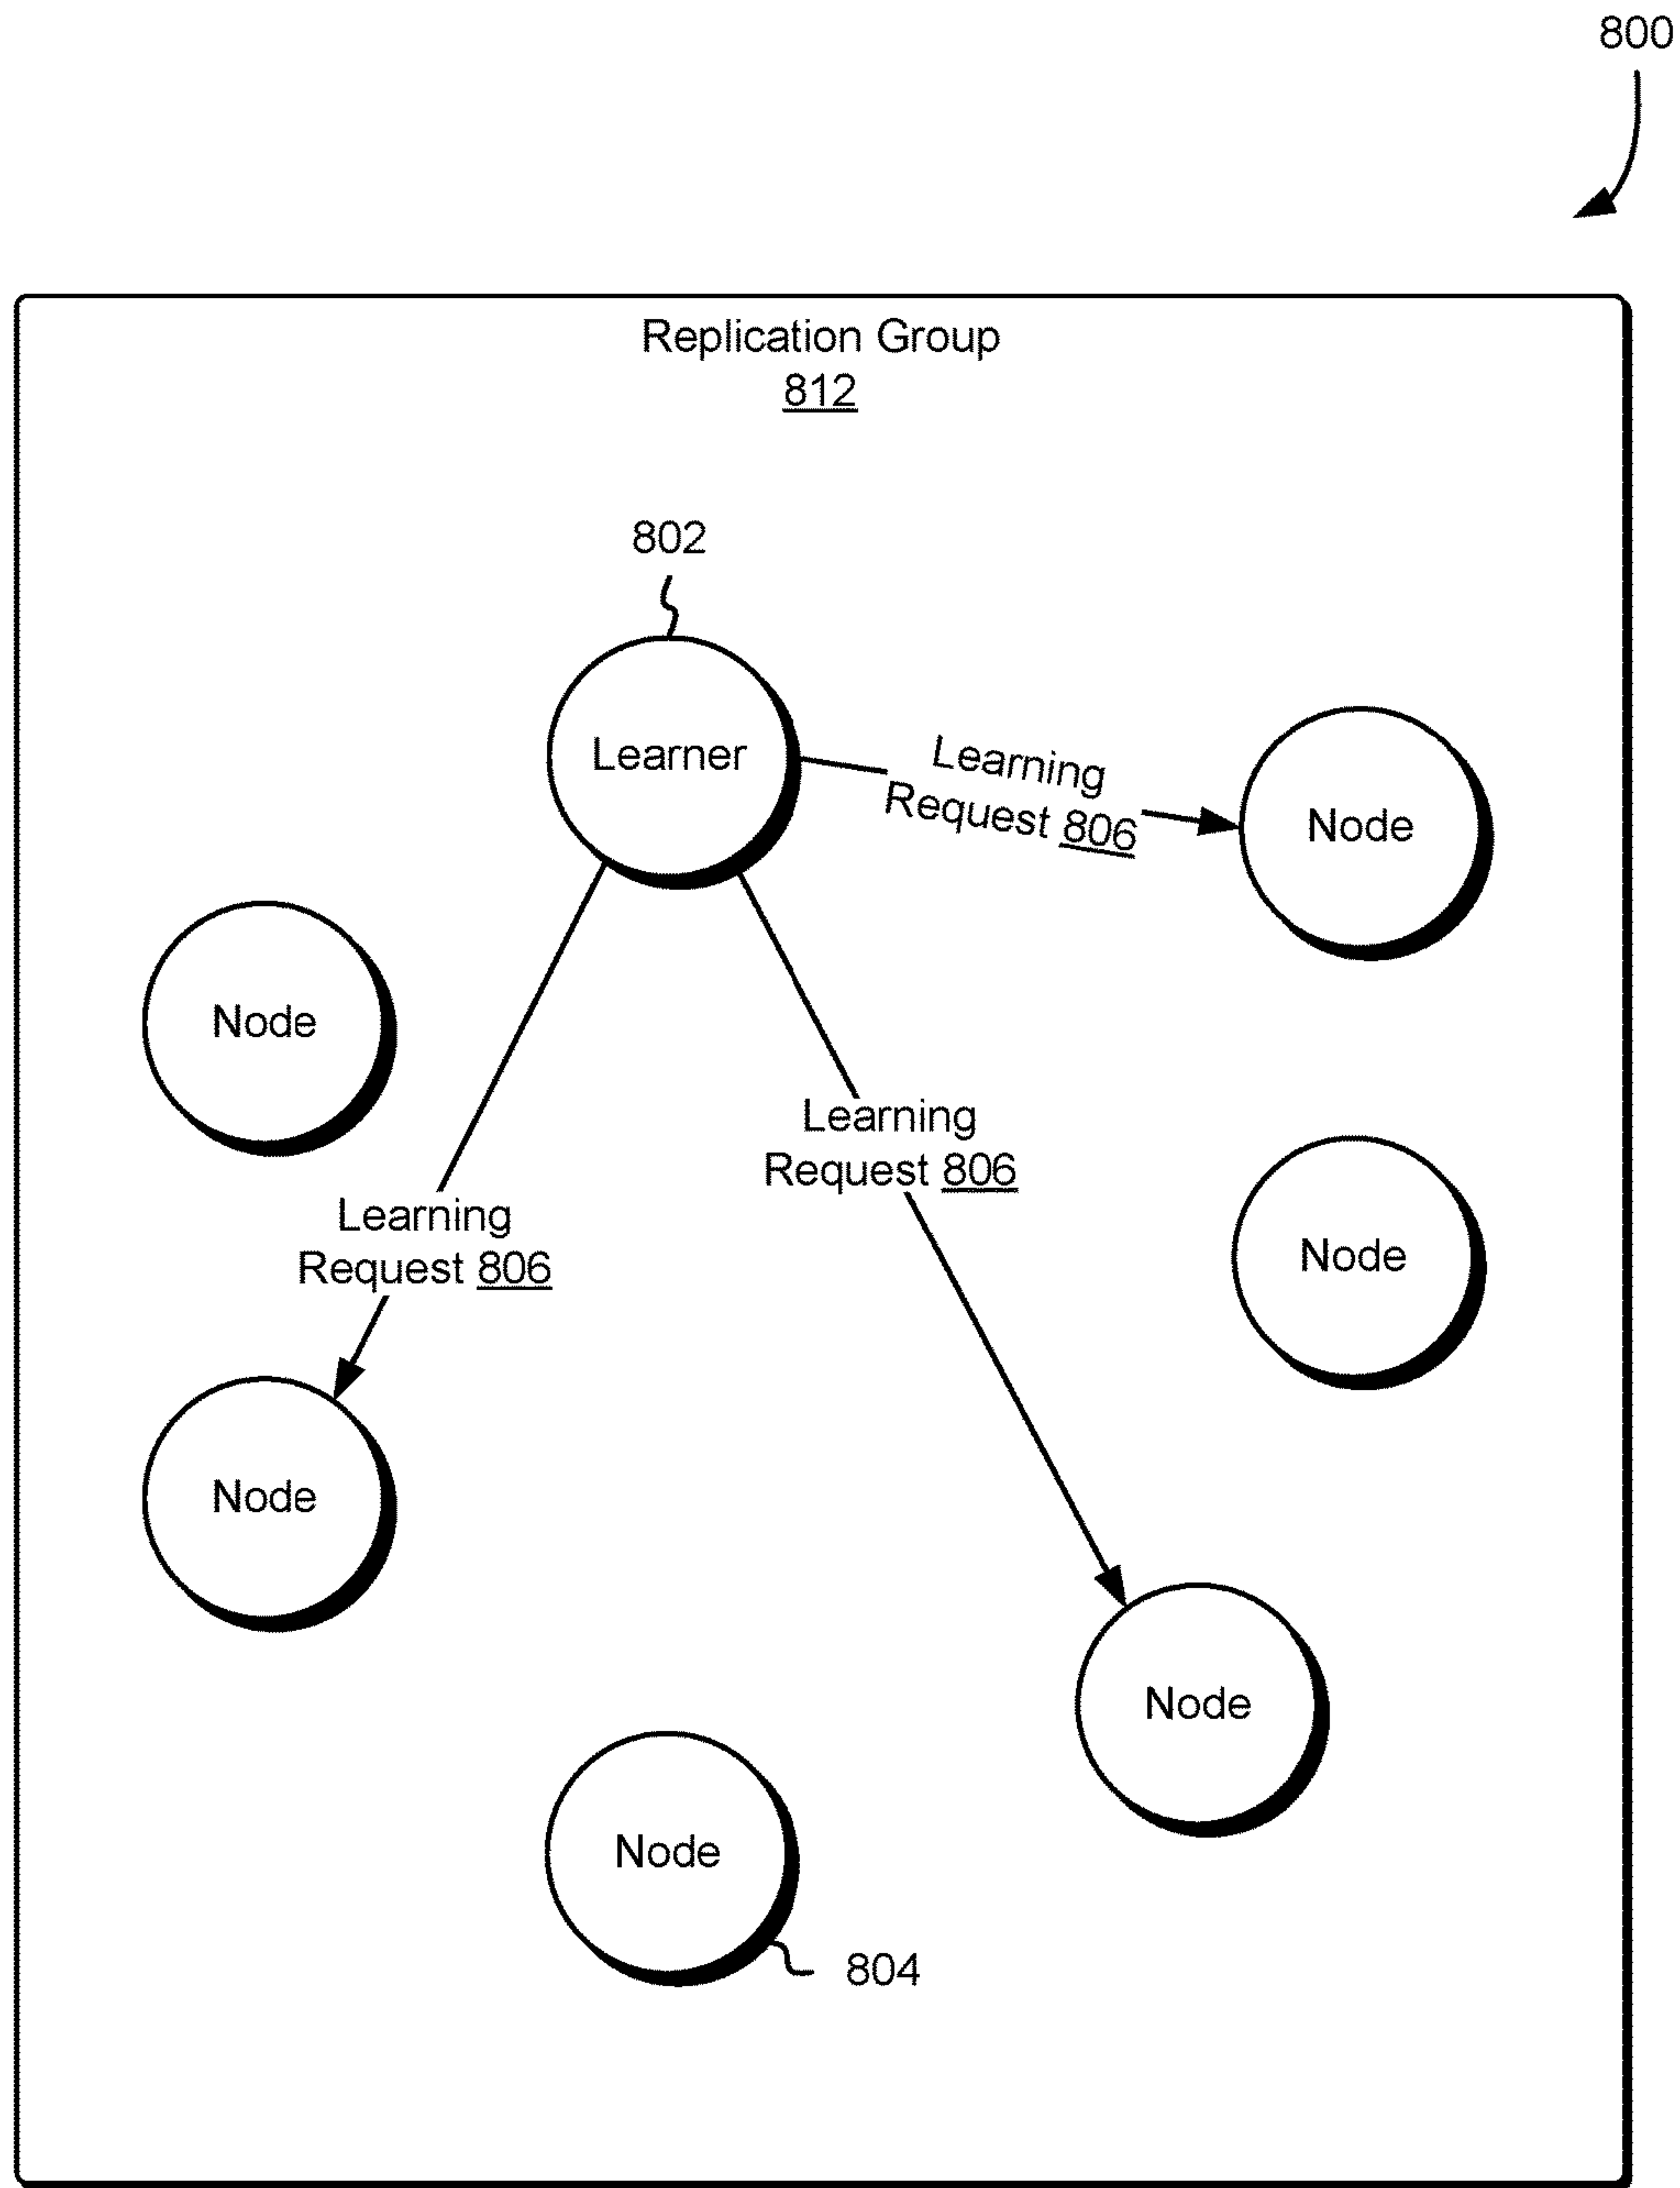 800
Replication Group
812
802
Learner
Learning
Request 806
Node
Node
Learning
Request 806
Node
Learning
Request 806
Node
Node
Node
804